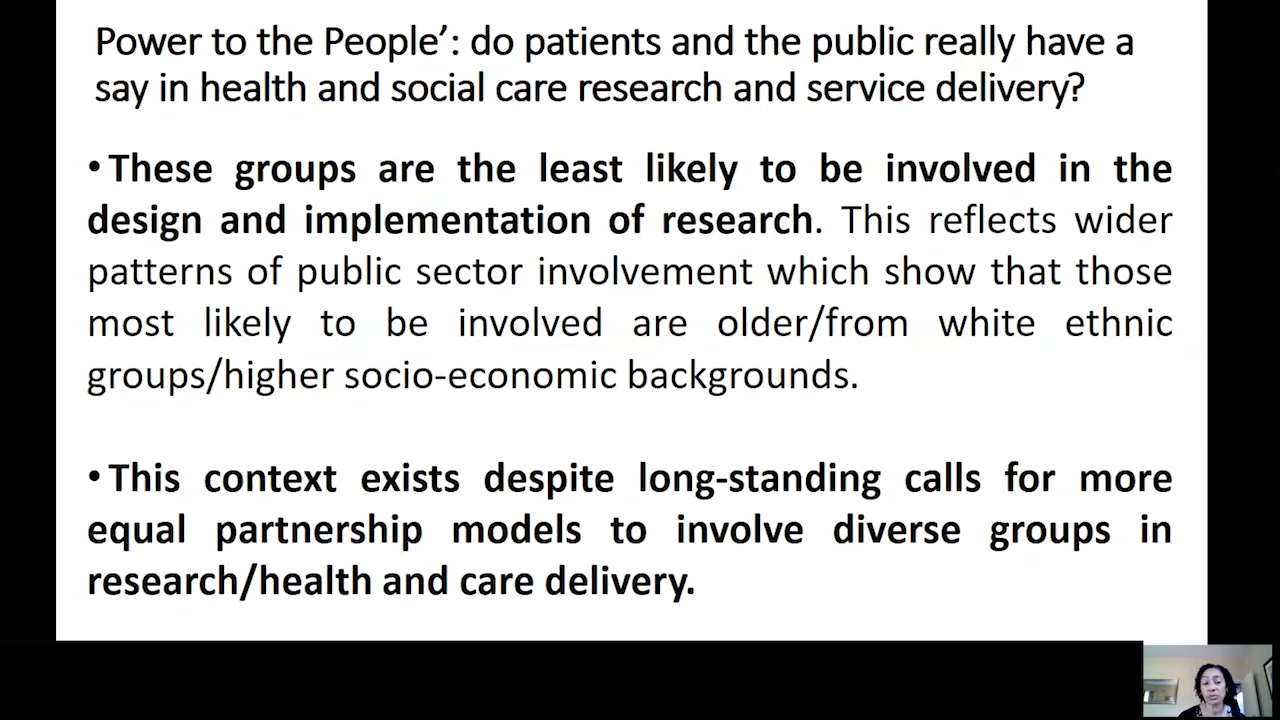 Power to the People’: do patients and the public really have a
say in health and social care research and service delivery?
• These groups are the least likely to be involved in the
design and implementation of research. This reflects wider
patterns of public sector involvement which show that those
most likely to be involved are older/from white ethnic
groups/higher socio-economic backgrounds.
• This context exists despite long-standing calls for more
equal partnership models to involve diverse groups in
research/health and care delivery.